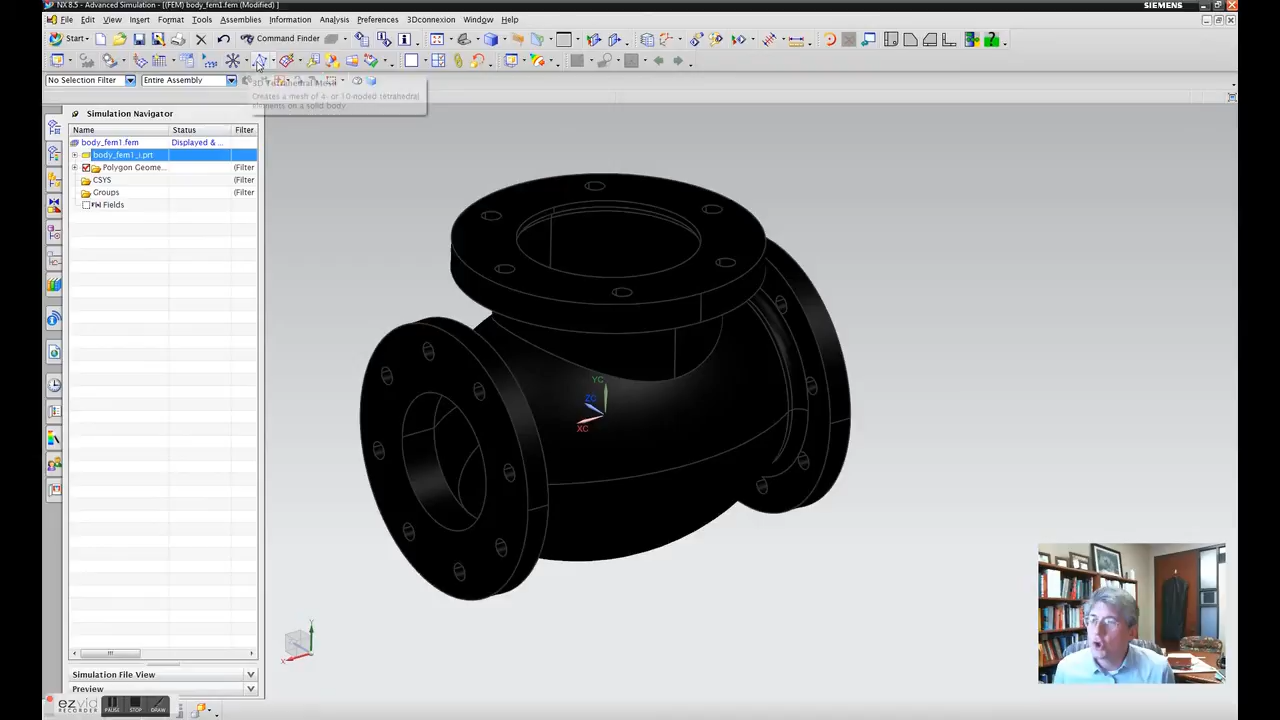 NX 8.5 - Advanced Simulation - [(FEM) body_fem1.fem (Modified) ]
SIEMENS
File Edit View Insert Format Tools Assemblies Information Analysis Preferences 3Dconnexion Window Help
Start Command Finder
No Selection Filter Entire Assembly
3D Tetrahedral Mesh
Creates a mesh of 4- or 10-noded tetrahedral
elements on a solid body
Simulation Navigator
Name Status Filter
body_fem1.fem Displayed & ...
body_fem1_i.prt
Polygon Geome... (Filter
CSYS (Filter
Groups (Filter
Fields
YC
ZC
XC
Y
X
Simulation File View
Preview
ezvid
RECORDER
PAUSE STOP DRAW